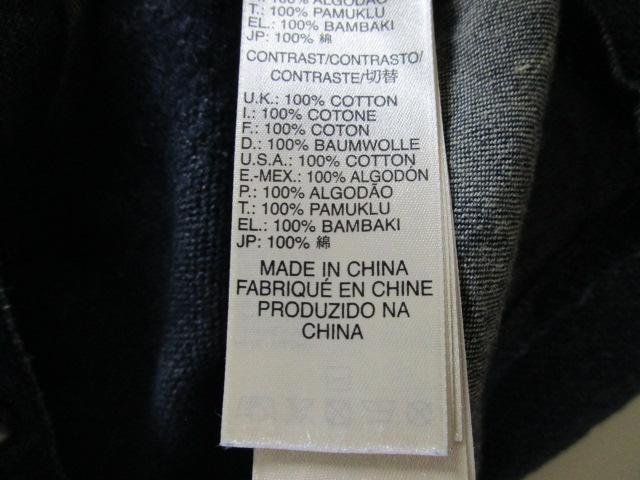 100% ALGODÃO
T.: 100% PAMUKLU
EL.: 100% BAMBAKI
JP: 100% 綿
CONTRAST/CONTRASTO/
CONTRASTE/切替
U.K.: 100% COTTON
I.: 100% COTONE
F.: 100% COTON
D.: 100% BAUMWOLLE
U.S.A.: 100% COTTON
E.-MEX.: 100% ALGODÓN
P.: 100% ALGODÃO
T.: 100% PAMUKLU
EL.: 100% BAMBAKI
JP: 100% 綿
MADE IN CHINA
FABRIQUÉ EN CHINE
PRODUZIDO NA
CHINA